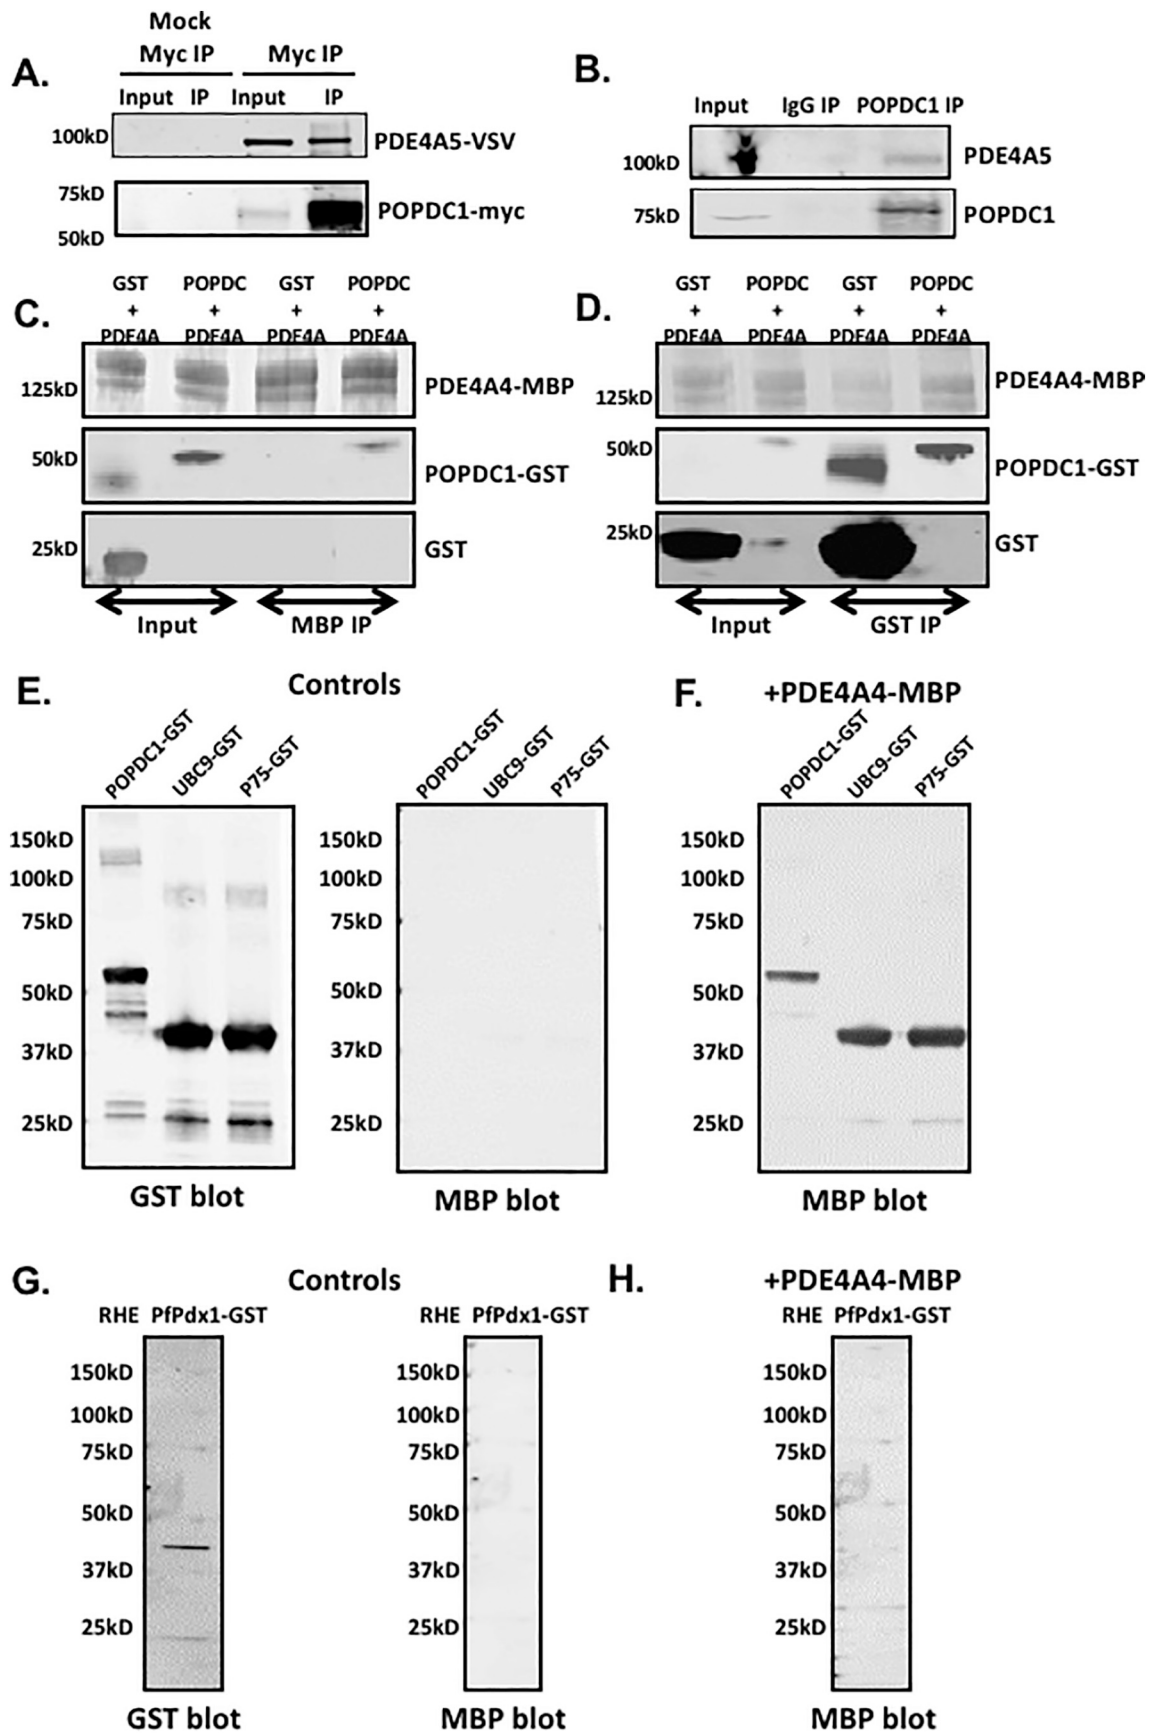 Mock
Myc IP Myc IP
A.
Input IP Input IP
100kD PDE4A5-VSV
75kD
POPDC1-myc
50kD
B.
Input IgG IP POPDC1 IP
100kD PDE4A5
75kD POPDC1
C.
GST POPDC GST POPDC
+ + + +
PDE4A PDE4A PDE4A PDE4A
125kD PDE4A4-MBP
50kD POPDC1-GST
25kD GST
Input MBP IP
D.
GST POPDC GST POPDC
+ + + +
PDE4A PDE4A PDE4A PDE4A
125kD PDE4A4-MBP
50kD POPDC1-GST
25kD GST
Input GST IP
E. Controls
POPDC1-GST UBC9-GST P75-GST
150kD
100kD
75kD
50kD
37kD
25kD
GST blot
POPDC1-GST UBC9-GST P75-GST
150kD
100kD
75kD
50kD
37kD
25kD
MBP blot
F. +PDE4A4-MBP
POPDC1-GST UBC9-GST P75-GST
150kD
100kD
75kD
50kD
37kD
25kD
MBP blot
G. Controls
RHE PfPdx1-GST
150kD
100kD
75kD
50kD
37kD
25kD
GST blot
RHE PfPdx1-GST
150kD
100kD
75kD
50kD
37kD
25kD
MBP blot
H. +PDE4A4-MBP
RHE PfPdx1-GST
150kD
100kD
75kD
50kD
37kD
25kD
MBP blot